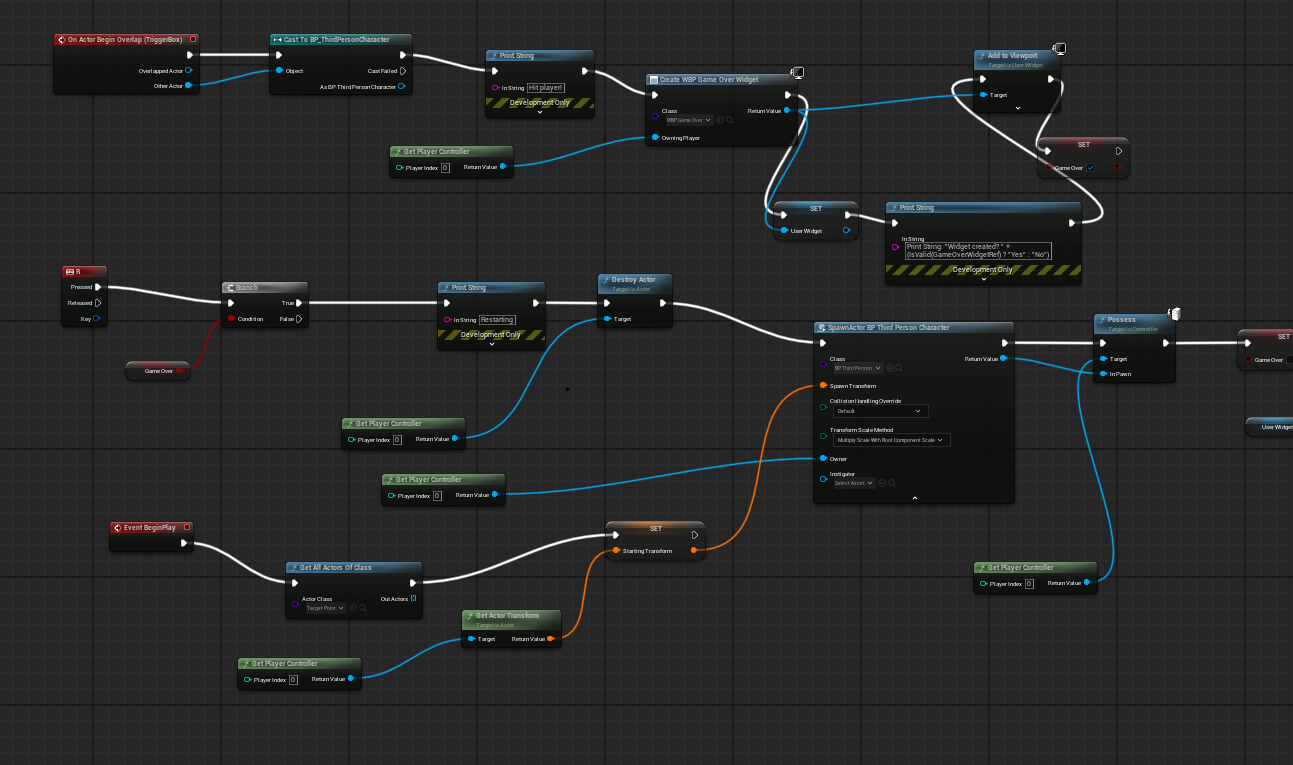 On Actor Begin Overlap (TriggerBox)
Overlapped Actor
Other Actor
Cast To BP_ThirdPersonCharacter
Object
Cast Failed
As BP Third Person Character
Print String
In String
Hit player!
Development Only
Create WBP Game Over Widget
Class
WBP Game Over
Return Value
Owning Player
Add to Viewport
Target is User Widget
Target
SET
Game Over
Get Player Controller
Player Index
0
Return Value
SET
User Widget
Print String
In String
Print String: "Widget created? " +
(IsValid(GameOverWidgetRef) ? "Yes" : "No")
Development Only
R
Pressed
Released
Key
Branch
True
Condition
False
Game Over
Print String
In String
Restarting
Development Only
Destroy Actor
Target is Actor
Target
SpawnActor BP Third Person Character
Class
BP Third Person
Return Value
Spawn Transform
Collision Handling Override
Default
Transform Scale Method
Multiply Scale With Root Component Scale
Owner
Instigator
Select Asset
Possess
Target is Controller
Target
In Pawn
SET
Game Over
User Widget
Get Player Controller
Player Index
0
Return Value
Get Player Controller
Player Index
0
Return Value
Event BeginPlay
Get All Actors Of Class
Actor Class
Target Point
Out Actors
SET
Starting Transform
Get Actor Transform
Target is Actor
Target
Return Value
Get Player Controller
Player Index
0
Return Value
Get Player Controller
Player Index
0
Return Value